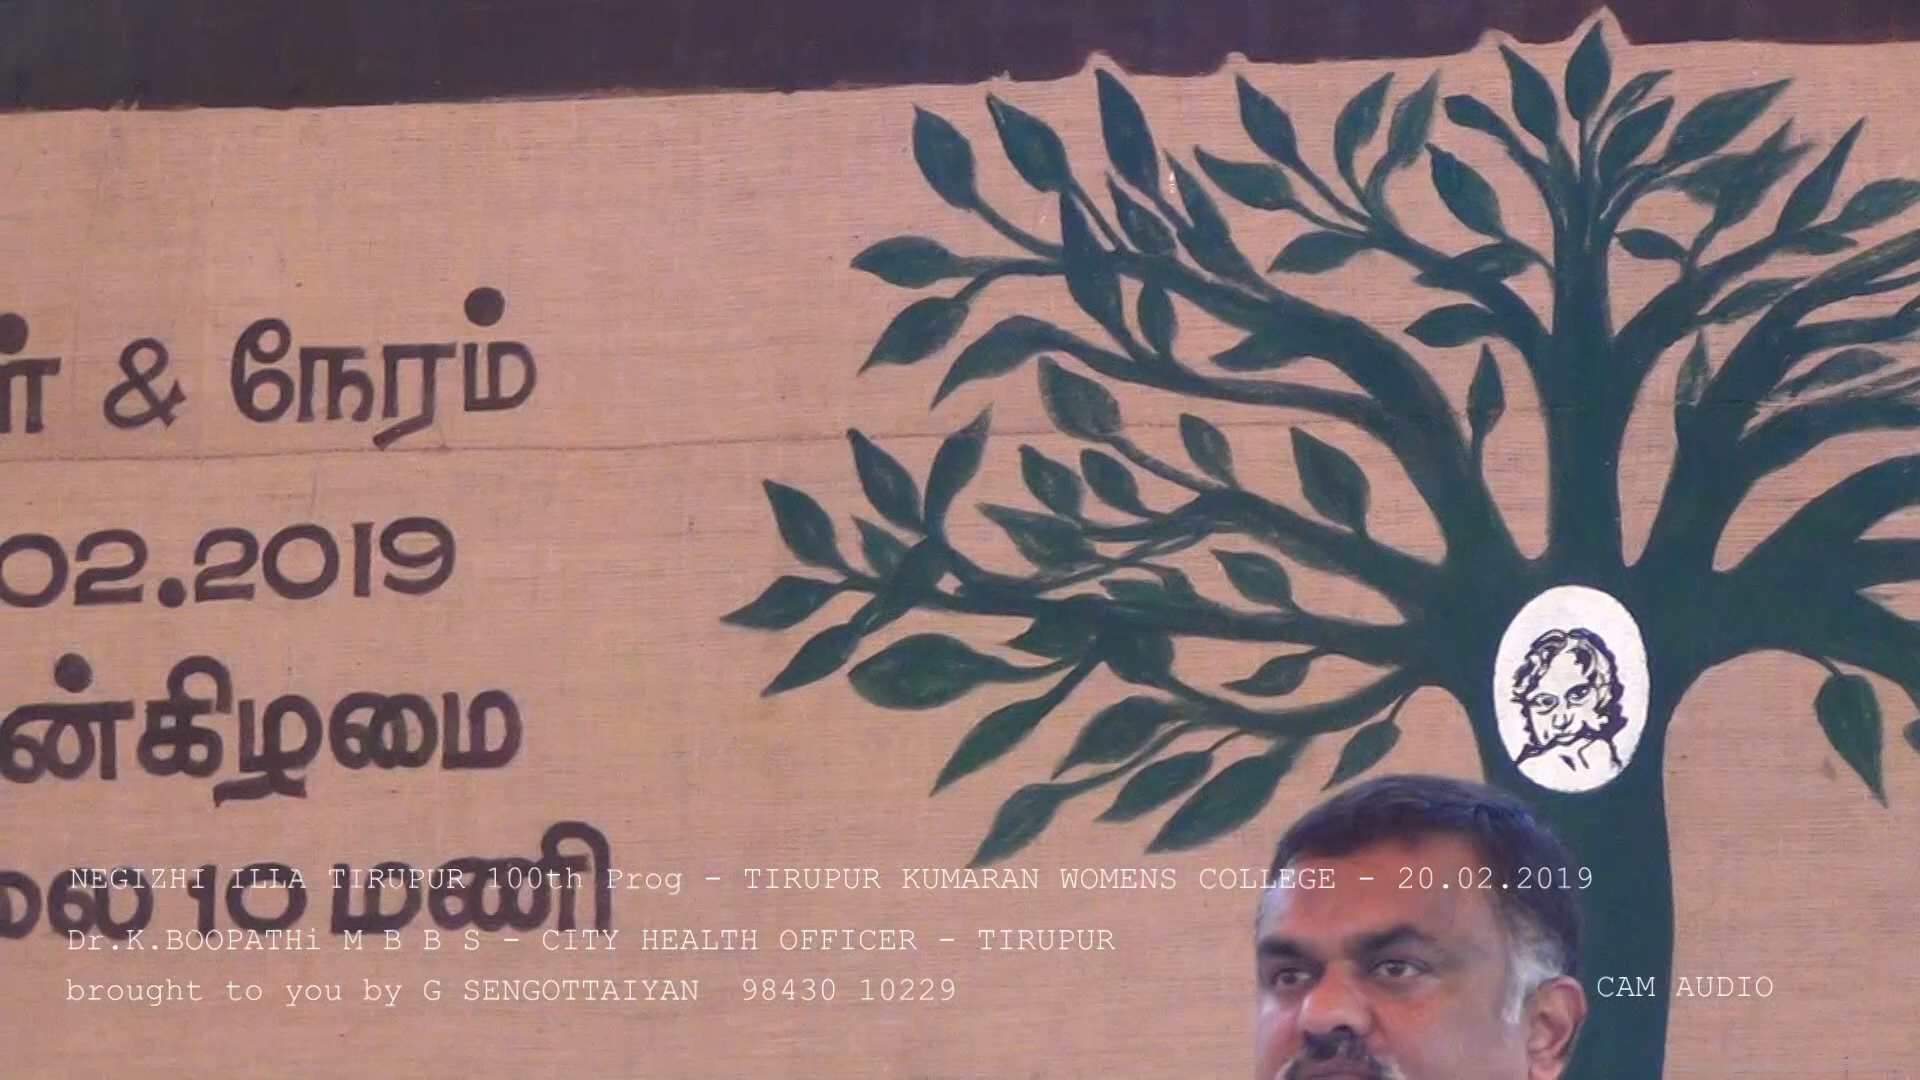 ள் & நேரம்
02.2019
ன்கிழமை
லை 10 மணி
NEGIZHI ILLA TIRUPUR 100th Prog - TIRUPUR KUMARAN WOMENS COLLEGE - 20.02.2019
Dr.K.BOOPATHi M B B S - CITY HEALTH OFFICER - TIRUPUR
brought to you by G SENGOTTAIYAN 98430 10229
CAM AUDIO